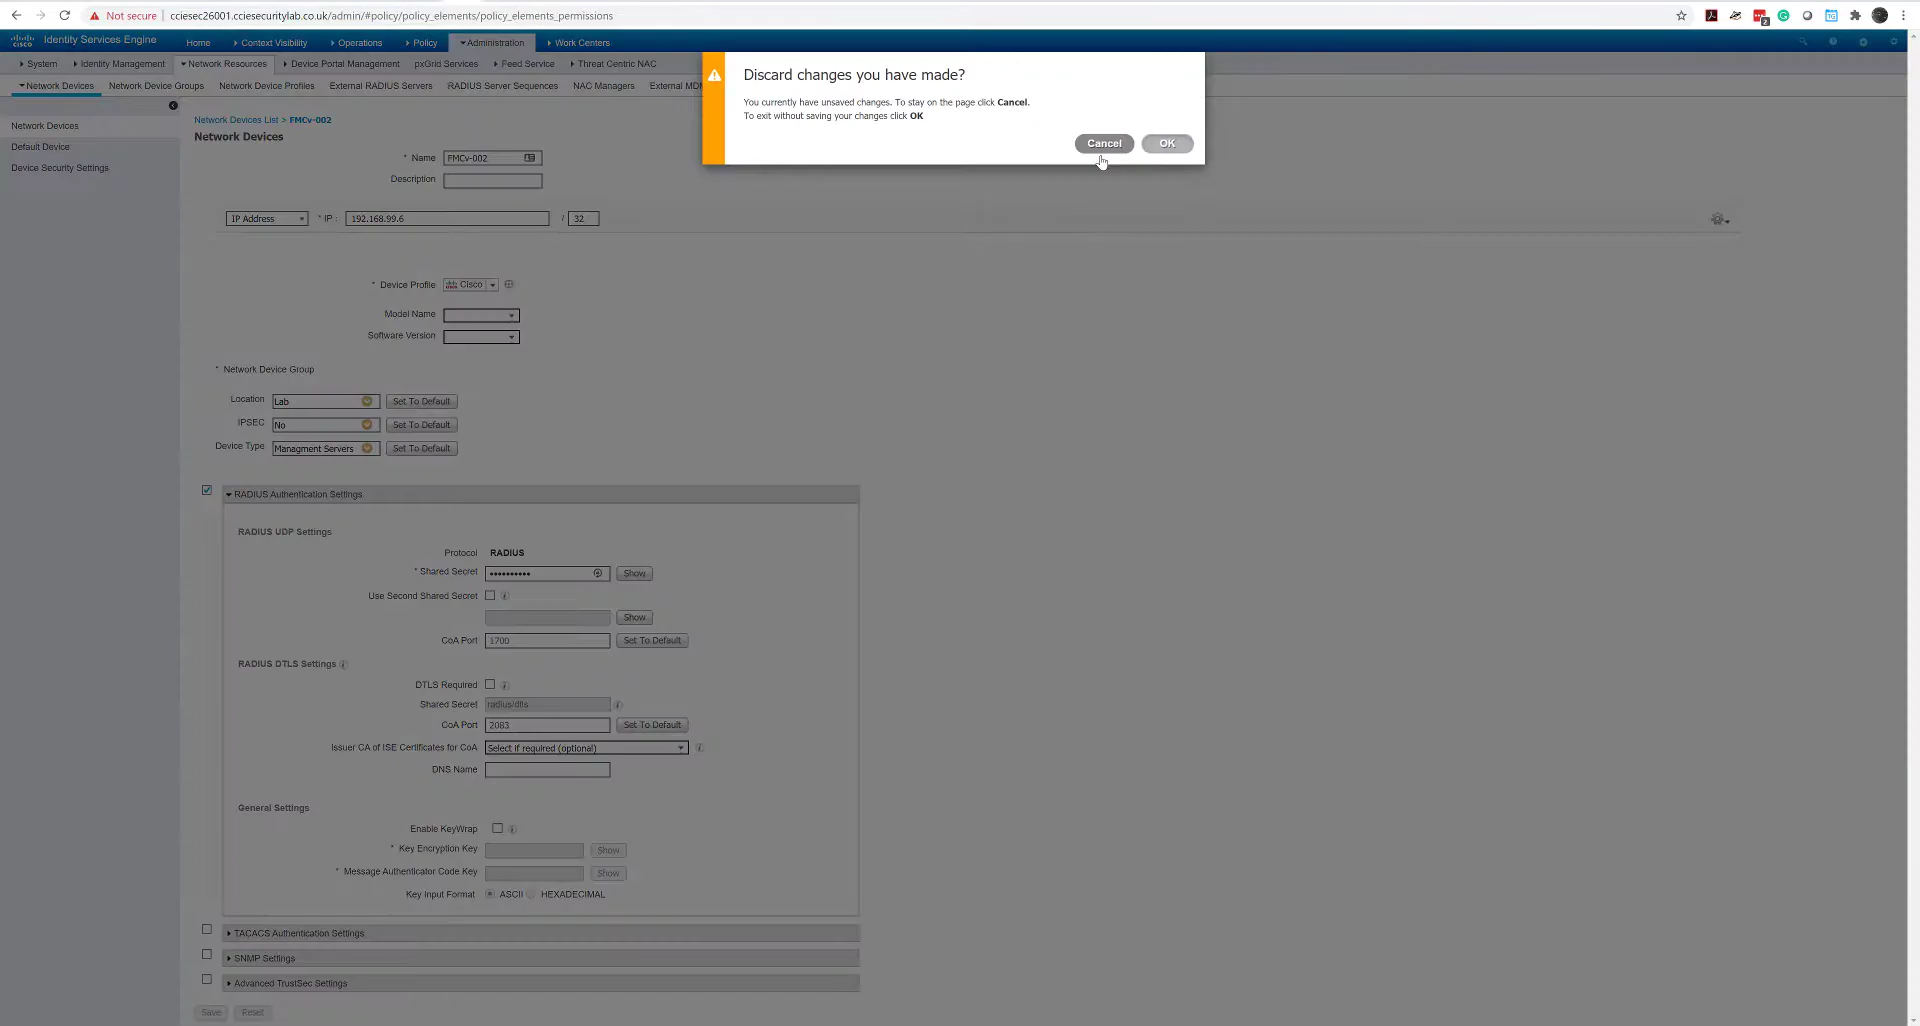 Not secure | cciesec26001.cciesecuritylab.co.uk/admin/#policy/policy_elements/policy_elements_permissions
cisco Identity Services Engine Home Context Visibility Operations Policy Administration Work Centers
System Identity Management Network Resources Device Portal Management pxGrid Services Feed Service Threat Centric NAC
Network Devices Network Device Groups Network Device Profiles External RADIUS Servers RADIUS Server Sequences NAC Managers External MDM
Discard changes you have made?
You currently have unsaved changes. To stay on the page click Cancel.
To exit without saving your changes click OK
Cancel OK
Network Devices
Default Device
Device Security Settings
Network Devices List > FMCv-002
Network Devices
* Name FMCv-002
Description
IP Address * IP : 192.168.99.6 / 32
* Device Profile Cisco
Model Name
Software Version
* Network Device Group
Location Lab Set To Default
IPSEC No Set To Default
Device Type Managment Servers Set To Default
RADIUS Authentication Settings
RADIUS UDP Settings
Protocol RADIUS
* Shared Secret •••••••••• Show
Use Second Shared Secret
Show
CoA Port 1700 Set To Default
RADIUS DTLS Settings
DTLS Required
Shared Secret radius/dtls
CoA Port 2083 Set To Default
Issuer CA of ISE Certificates for CoA Select if required (optional)
DNS Name
General Settings
Enable KeyWrap
* Key Encryption Key Show
* Message Authenticator Code Key Show
Key Input Format ASCII HEXADECIMAL
TACACS Authentication Settings
SNMP Settings
Advanced TrustSec Settings
Save Reset